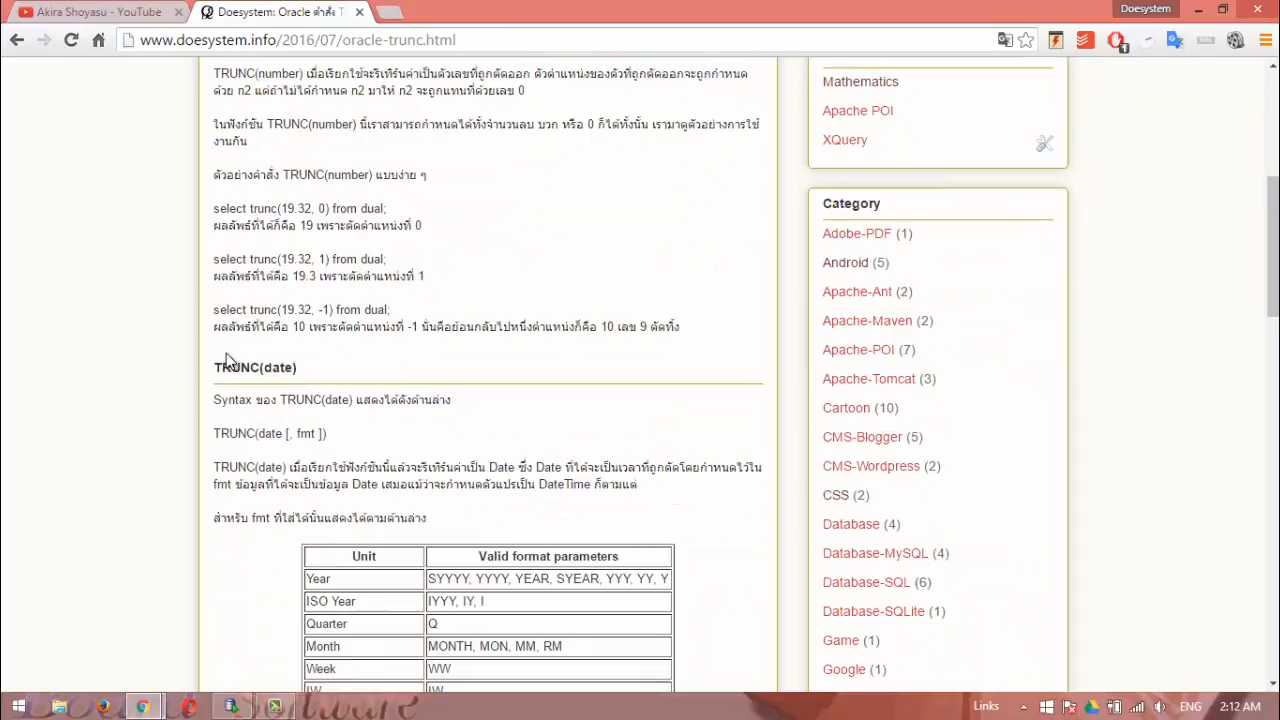 Akira Shoyasu - YouTube
Doesystem: Oracle คำสั่ง T
Doesystem
www.doesystem.info/2016/07/oracle-trunc.html
TRUNC(number) เมื่อเรียกใช้จะรีเทิร์นค่าเป็นตัวเลขที่ถูกตัดออก ตัวตำแหน่งของตัวที่ถูกตัดออกจะถูกกำหนด
ด้วย n2 แต่ถ้าไม่ได้กำหนด n2 มาให้ n2 จะถูกแทนที่ด้วยเลข 0
ในฟังก์ชัน TRUNC(number) นี้เราสามารถกำหนดได้ทั้งจำนวนลบ บวก หรือ 0 ก็ได้ทั้งนั้น เรามาดูตัวอย่างการใช้
งานกัน
ตัวอย่างคำสั่ง TRUNC(number) แบบง่าย ๆ
select trunc(19.32, 0) from dual;
ผลลัพธ์ที่ได้ก็คือ 19 เพราะตัดตำแหน่งที่ 0
select trunc(19.32, 1) from dual;
ผลลัพธ์ที่ได้คือ 19.3 เพราะตัดตำแหน่งที่ 1
select trunc(19.32, -1) from dual;
ผลลัพธ์ที่ได้คือ 10 เพราะตัดตำแหน่งที่ -1 นั่นคือย้อนกลับไปหนึ่งตำแหน่งก็คือ 10 เลข 9 ตัดทิ้ง
TRUNC(date)
Syntax ของ TRUNC(date) แสดงได้ดังด้านล่าง
TRUNC(date [, fmt ])
TRUNC(date) เมื่อเรียกใช้ฟังก์ชันนี้แล้วจะรีเทิร์นค่าเป็น Date ซึ่ง Date ที่ได้จะเป็นเวลาที่ถูกตัดโดยกำหนดไว้ใน
fmt ข้อมูลที่ได้จะเป็นข้อมูล Date เสมอแม้ว่าจะกำหนดตัวแปรเป็น DateTime ก็ตามแต่
สำหรับ fmt ที่ใส่ได้นั้นแสดงได้ตามด้านล่าง
Unit Valid format parameters
Year SYYYY, YYYY, YEAR, SYEAR, YYY, YY, Y
ISO Year IYYY, IY, I
Quarter Q
Month MONTH, MON, MM, RM
Week WW
IW IW
Mathematics
Apache POI
XQuery
Category
Adobe-PDF (1)
Android (5)
Apache-Ant (2)
Apache-Maven (2)
Apache-POI (7)
Apache-Tomcat (3)
Cartoon (10)
CMS-Blogger (5)
CMS-Wordpress (2)
CSS (2)
Database (4)
Database-MySQL (4)
Database-SQL (6)
Database-SQLite (1)
Game (1)
Google (1)
Links
ENG
2:12 AM